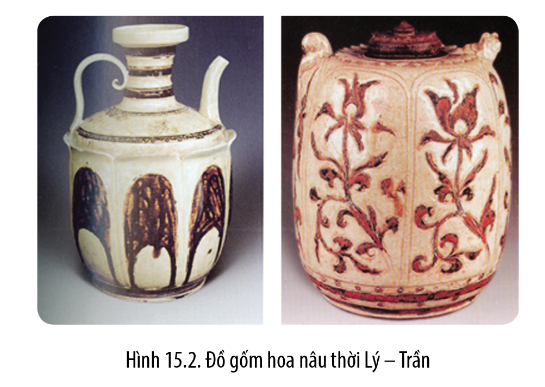 Hình 15.2. Đồ gốm hoa nâu thời Lý – Trần